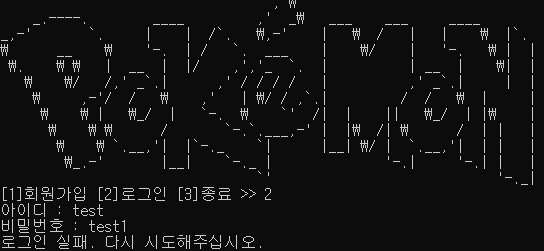 POKéMON
[1]회원가입 [2]로그인 [3]종료 >> 2
아이디 : test
비밀번호 : test1
로그인 실패. 다시 시도해주십시오.